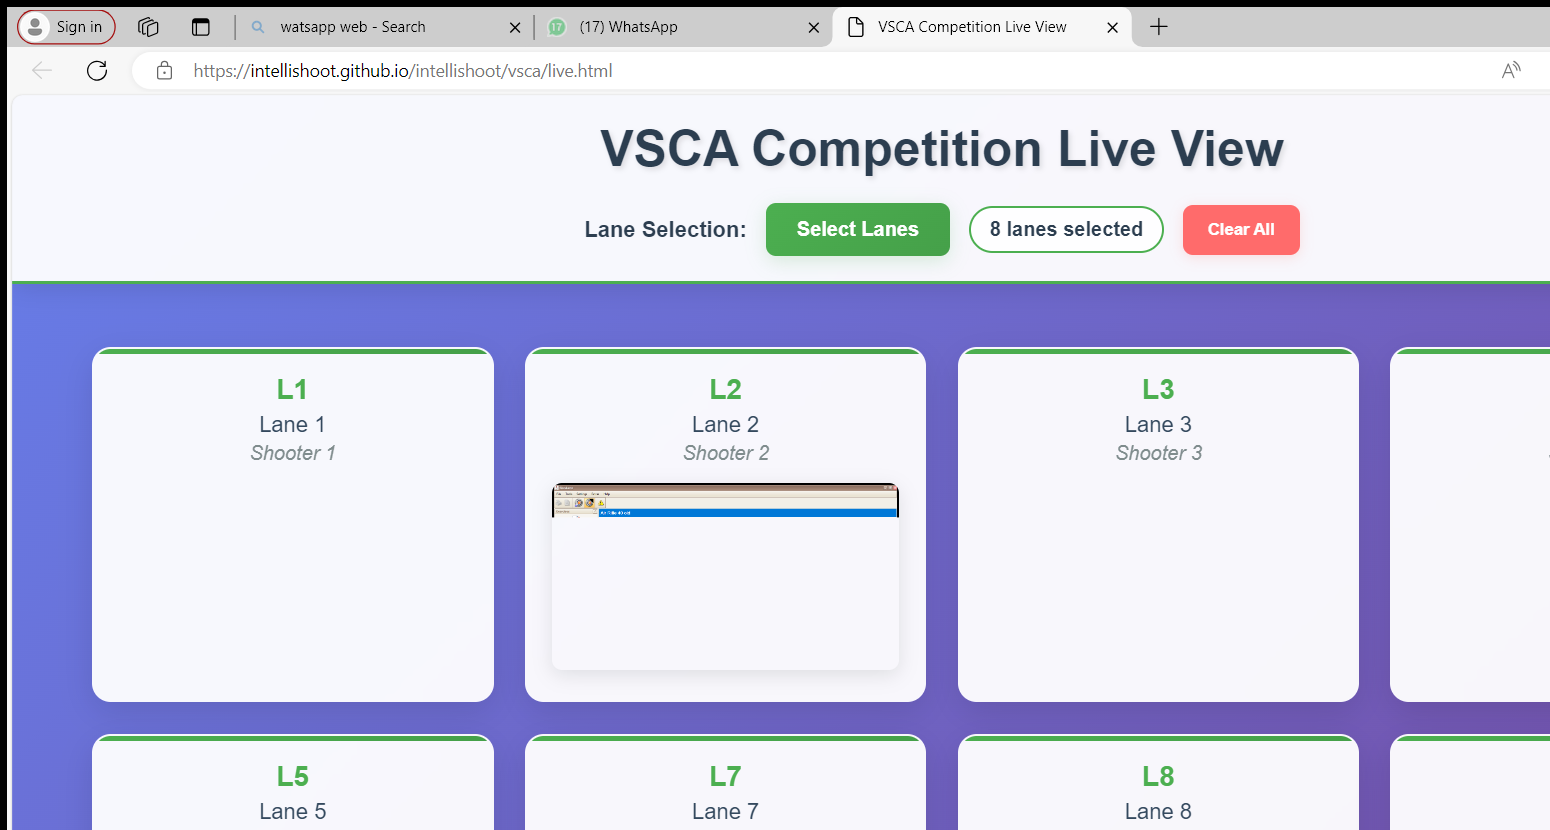 Sign in
watsapp web - Search
17
(17) WhatsApp
VSCA Competition Live View
https://intellishoot.github.io/intellishoot/vsca/live.html
VSCA Competition Live View
Lane Selection:
Select Lanes
8 lanes selected
Clear All
L1
Lane 1
Shooter 1
L2
Lane 2
Shooter 2
L3
Lane 3
Shooter 3
L5
Lane 5
L7
Lane 7
L8
Lane 8